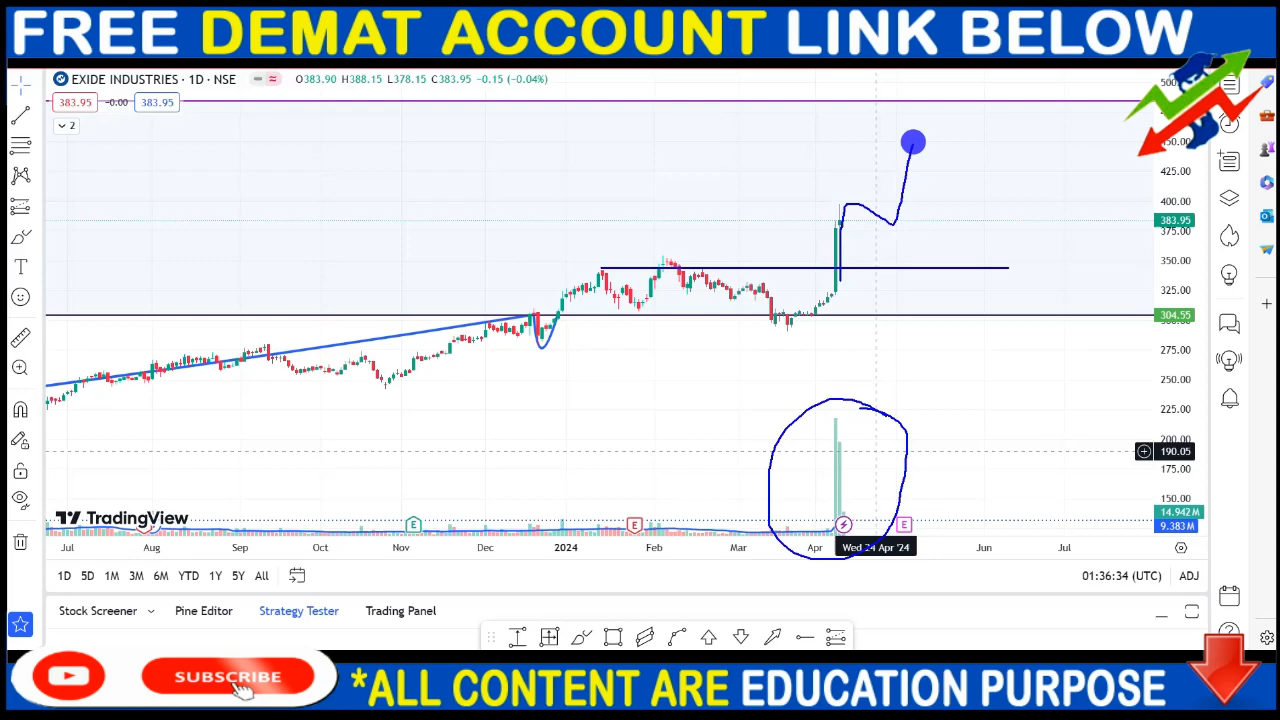 FREE DEMAT ACCOUNT LINK BELOW
EXIDE INDUSTRIES · 1D · NSE
O383.90 H388.15 L378.15 C383.95 -0.15 (-0.04%)
383.95 -0.00 383.95
2
450.00
425.00
400.00
383.95
375.00
350.00
325.00
304.55
300.00
275.00
250.00
225.00
200.00
190.05
175.00
150.00
14.942M
9.383M
TradingView
E E E
Jul Aug Sep Oct Nov Dec 2024 Feb Mar Apr Wed 24 Apr '24 Jun Jul
1D 5D 1M 3M 6M YTD 1Y 5Y All
01:36:34 (UTC) ADJ
Stock Screener Pine Editor Strategy Tester Trading Panel
SUBSCRIBE
*ALL CONTENT ARE EDUCATION PURPOSE